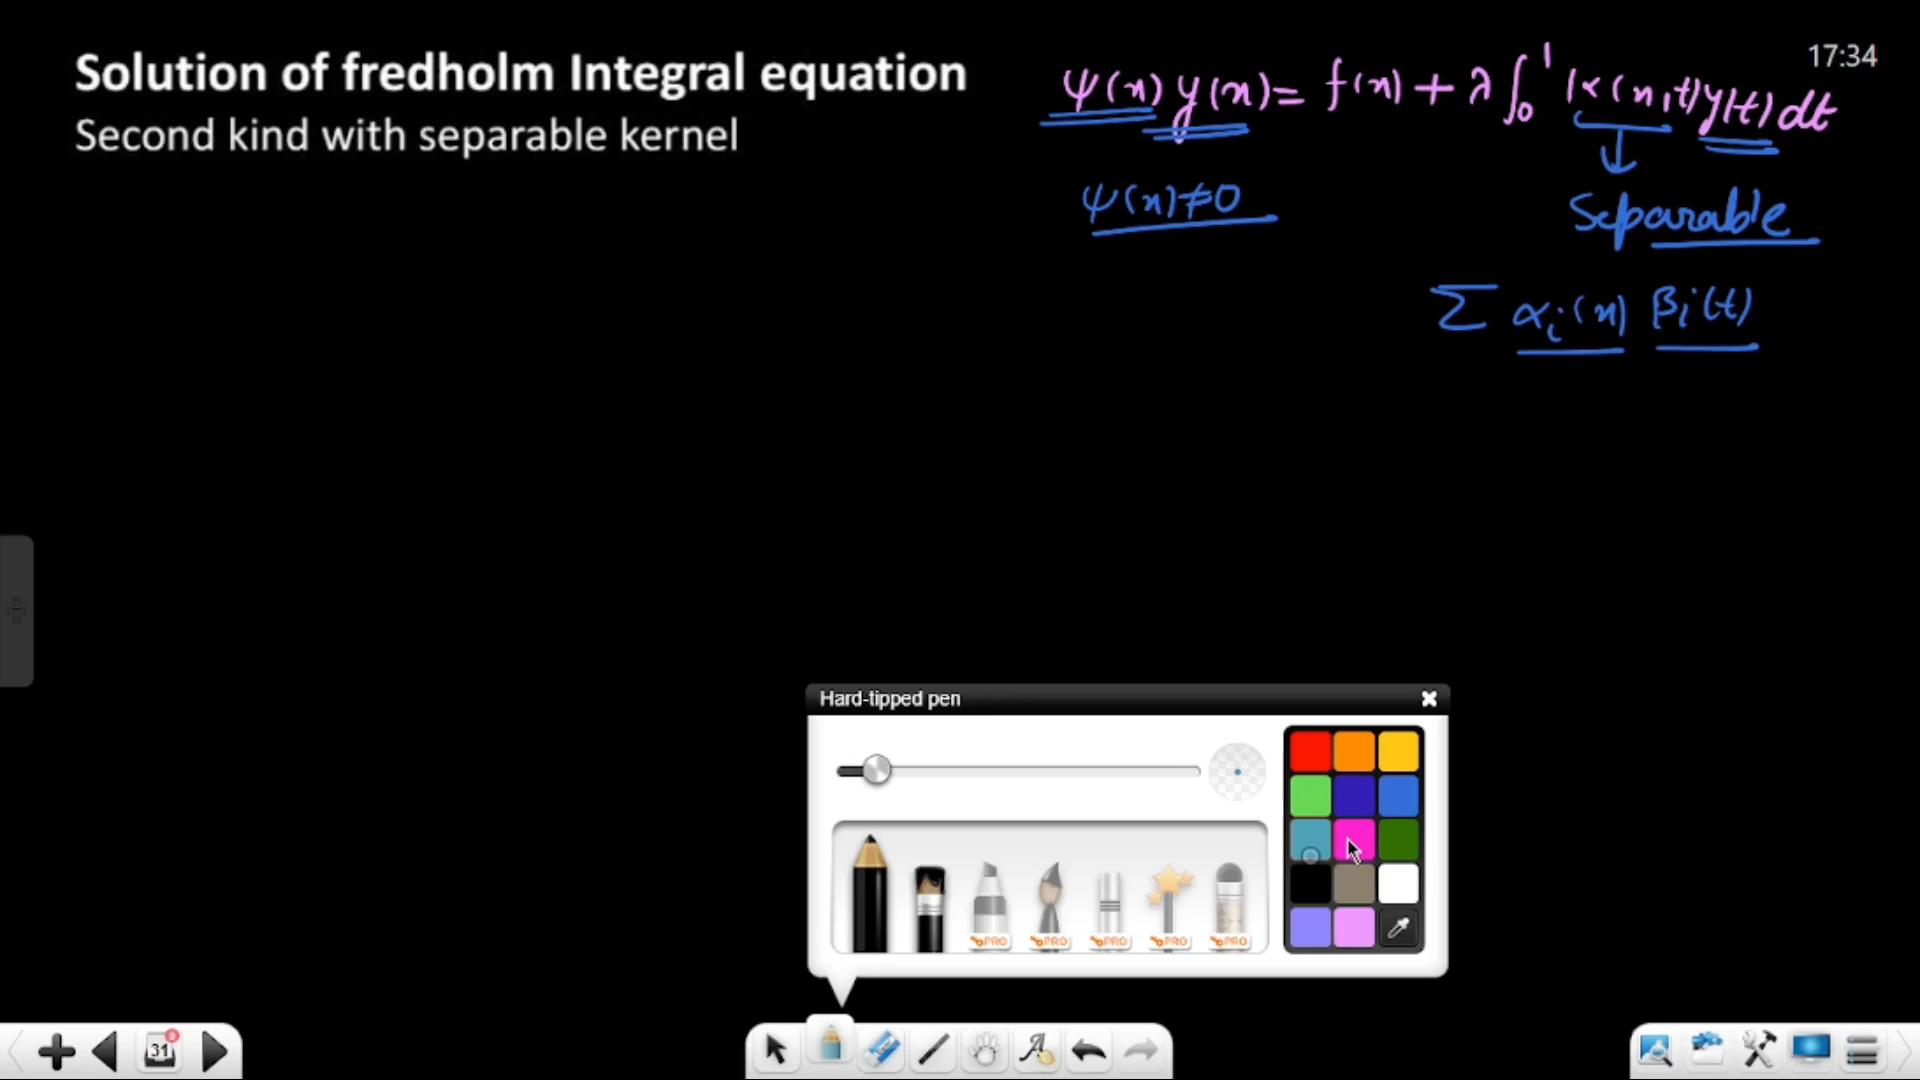 Solution of fredholm Integral equation
Second kind with separable kernel
17:34
ψ(x) y(x) = f(x) + λ ∫₀¹ K(x,t) y(t) dt
ψ(x) ≠ 0
Separable
Σ αᵢ(x) βᵢ(t)
Hard-tipped pen
PRO PRO PRO PRO PRO
31